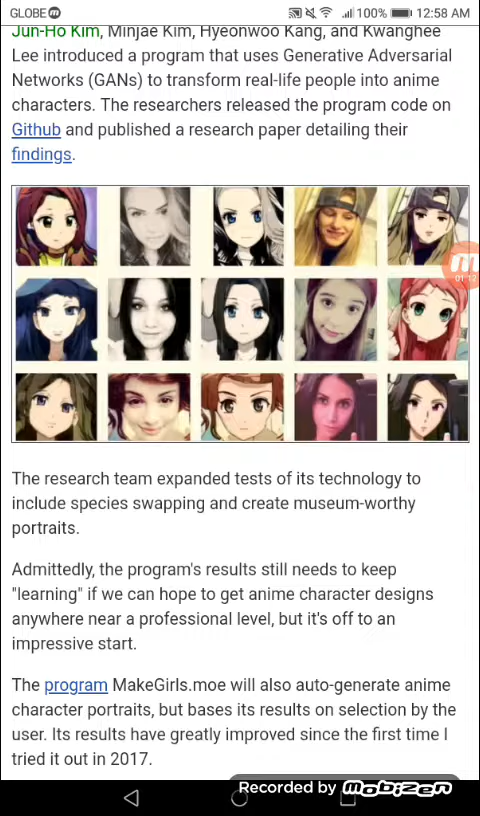 GLOBE 100% 12:58 AM
Jun-Ho Kim, Minjae Kim, Hyeonwoo Kang, and Kwanghee
Lee introduced a program that uses Generative Adversarial
Networks (GANs) to transform real-life people into anime
characters. The researchers released the program code on
Github and published a research paper detailing their
findings.
01:12
The research team expanded tests of its technology to
include species swapping and create museum-worthy
portraits.
Admittedly, the program's results still needs to keep
"learning" if we can hope to get anime character designs
anywhere near a professional level, but it's off to an
impressive start.
The program MakeGirls.moe will also auto-generate anime
character portraits, but bases its results on selection by the
user. Its results have greatly improved since the first time I
tried it out in 2017.
Recorded by Mobizen